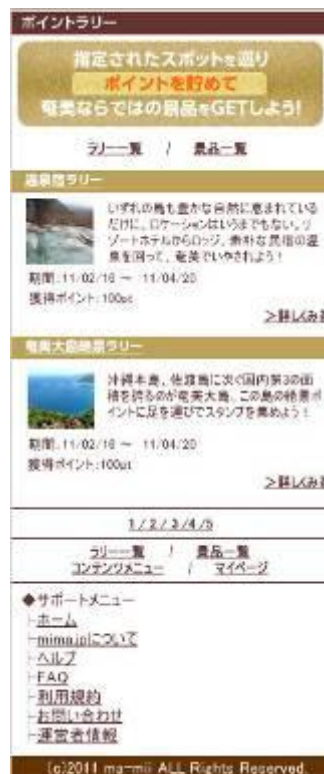 ポイントラリー
指定されたスポットを巡り
ポイントを貯めて
奄美ならではの景品をGETしよう!
ラリー一覧 / 景品一覧
温泉宿ラリー
いずれの島も豊かな自然に恵まれている
だけに、ロケーションはいうまでもない。リ
ゾートホテルからロッジ、素朴な民宿の温
泉を回って、奄美でいやされよう!
期間:11/02/16 ~ 11/04/20
獲得ポイント:100pt
>詳しくみる
奄美大島絶景ラリー
沖縄本島、佐渡島に次ぐ国内第3の面
積を誇るのが奄美大島。この島の絶景ポ
イントに足を運びでスタンプを集めよう!
期間:11/02/16 ~ 11/04/20
獲得ポイント:100pt
>詳しくみる
1/2/3/4/5
ラリー一覧 / 景品一覧
コンテンツメニュー / マイページ
◆サポートメニュー
├ホーム
├mima.jpについて
├ヘルプ
├FAQ
├利用規約
├お問い合わせ
├運営者情報
(c)2011 ma-mii ALL Rights Reserved.